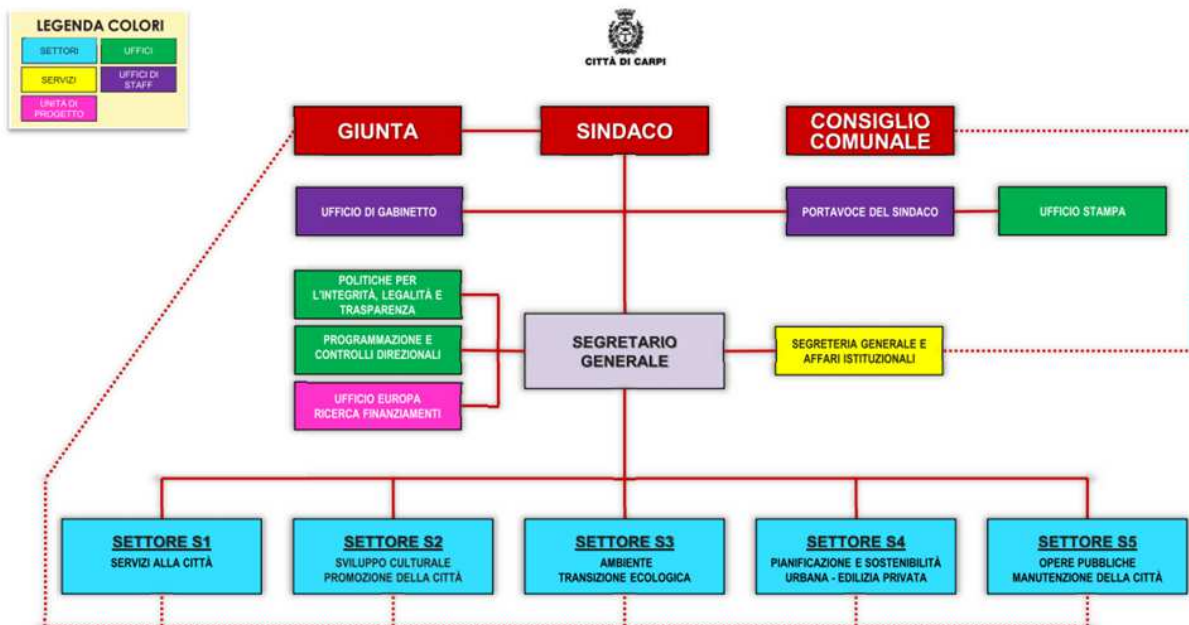 LEGENDA COLORI
SETTORI
UFFICI
SERVIZI
UFFICI DI
STAFF
UNITÀ DI
PROGETTO
CITTÀ DI CARPI
GIUNTA
SINDACO
CONSIGLIO
COMUNALE
UFFICIO DI GABINETTO
PORTAVOCE DEL SINDACO
UFFICIO STAMPA
POLITICHE PER
L'INTEGRITÀ, LEGALITÀ E
TRASPARENZA
PROGRAMMAZIONE E
CONTROLLI DIREZIONALI
UFFICIO EUROPA
RICERCA FINANZIAMENTI
SEGRETARIO
GENERALE
SEGRETERIA GENERALE E
AFFARI ISTITUZIONALI
SETTORE S1
SERVIZI ALLA CITTÀ
SETTORE S2
SVILUPPO CULTURALE
PROMOZIONE DELLA CITTÀ
SETTORE S3
AMBIENTE
TRANSIZIONE ECOLOGICA
SETTORE S4
PIANIFICAZIONE E SOSTENIBILITÀ
URBANA - EDILIZIA PRIVATA
SETTORE S5
OPERE PUBBLICHE
MANUTENZIONE DELLA CITTÀ